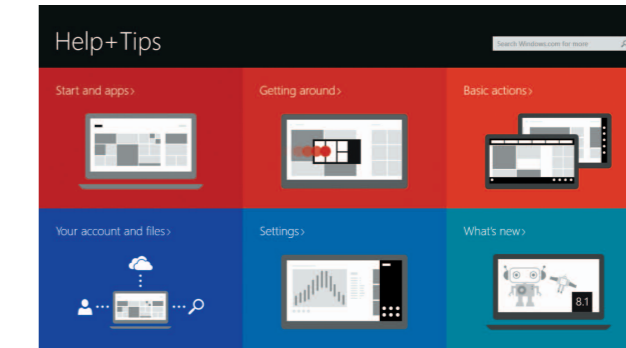 Help+Tips
Search Windows.com for more
Start and apps›
Getting around›
Basic actions›
Your account and files›
Settings›
What's new›
8.1